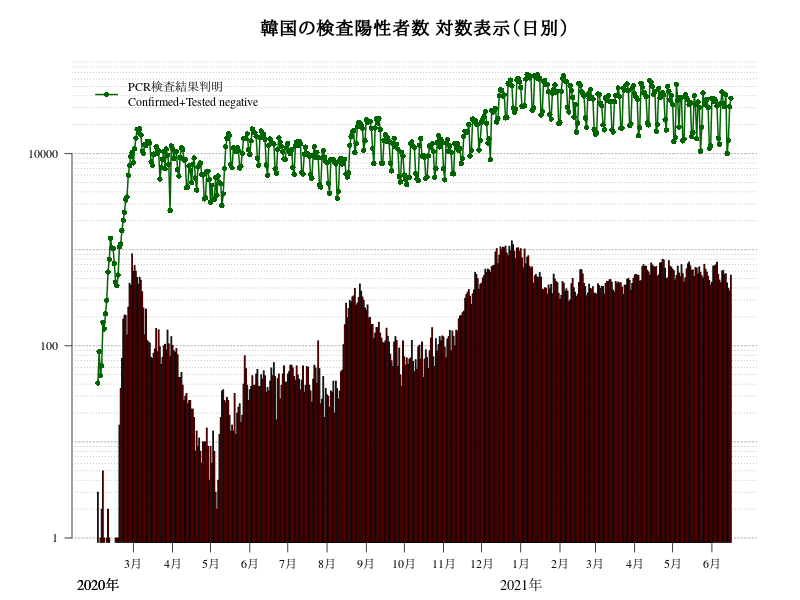 韓国の検査陽性者数 対数表示(日別)
PCR検査結果判明
Confirmed+Tested negative
10000
100
1
3月 4月 5月 6月 7月 8月 9月 10月 11月 12月 1月 2月 3月 4月 5月 6月
2020年 2021年